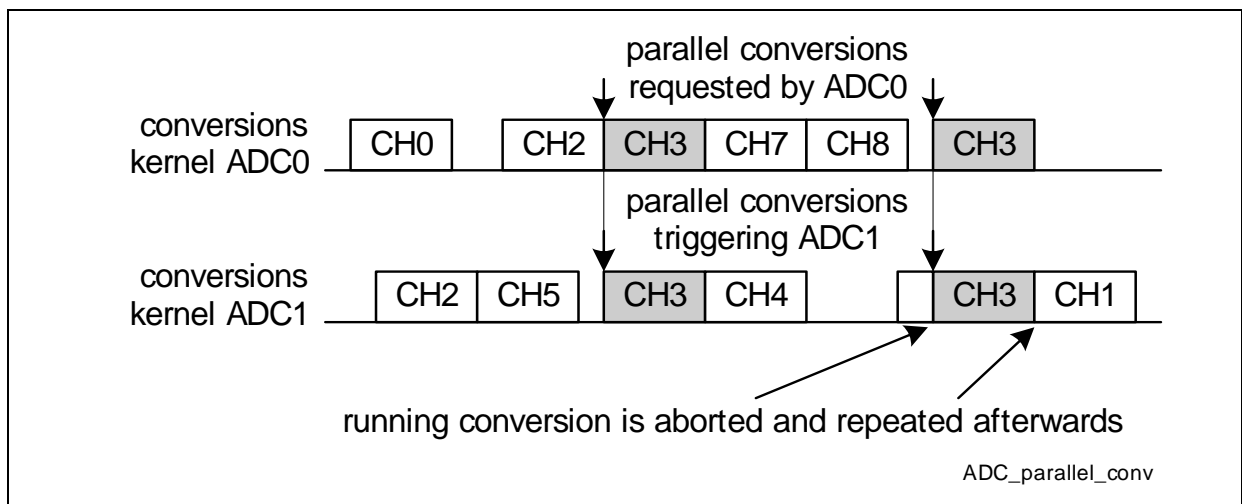 parallel conversions
requested by ADC0
conversions
kernel ADC0
CH0 CH2 CH3 CH7 CH8 CH3
parallel conversions
triggering ADC1
conversions
kernel ADC1
CH2 CH5 CH3 CH4 CH3 CH1
running conversion is aborted and repeated afterwards
ADC_parallel_conv